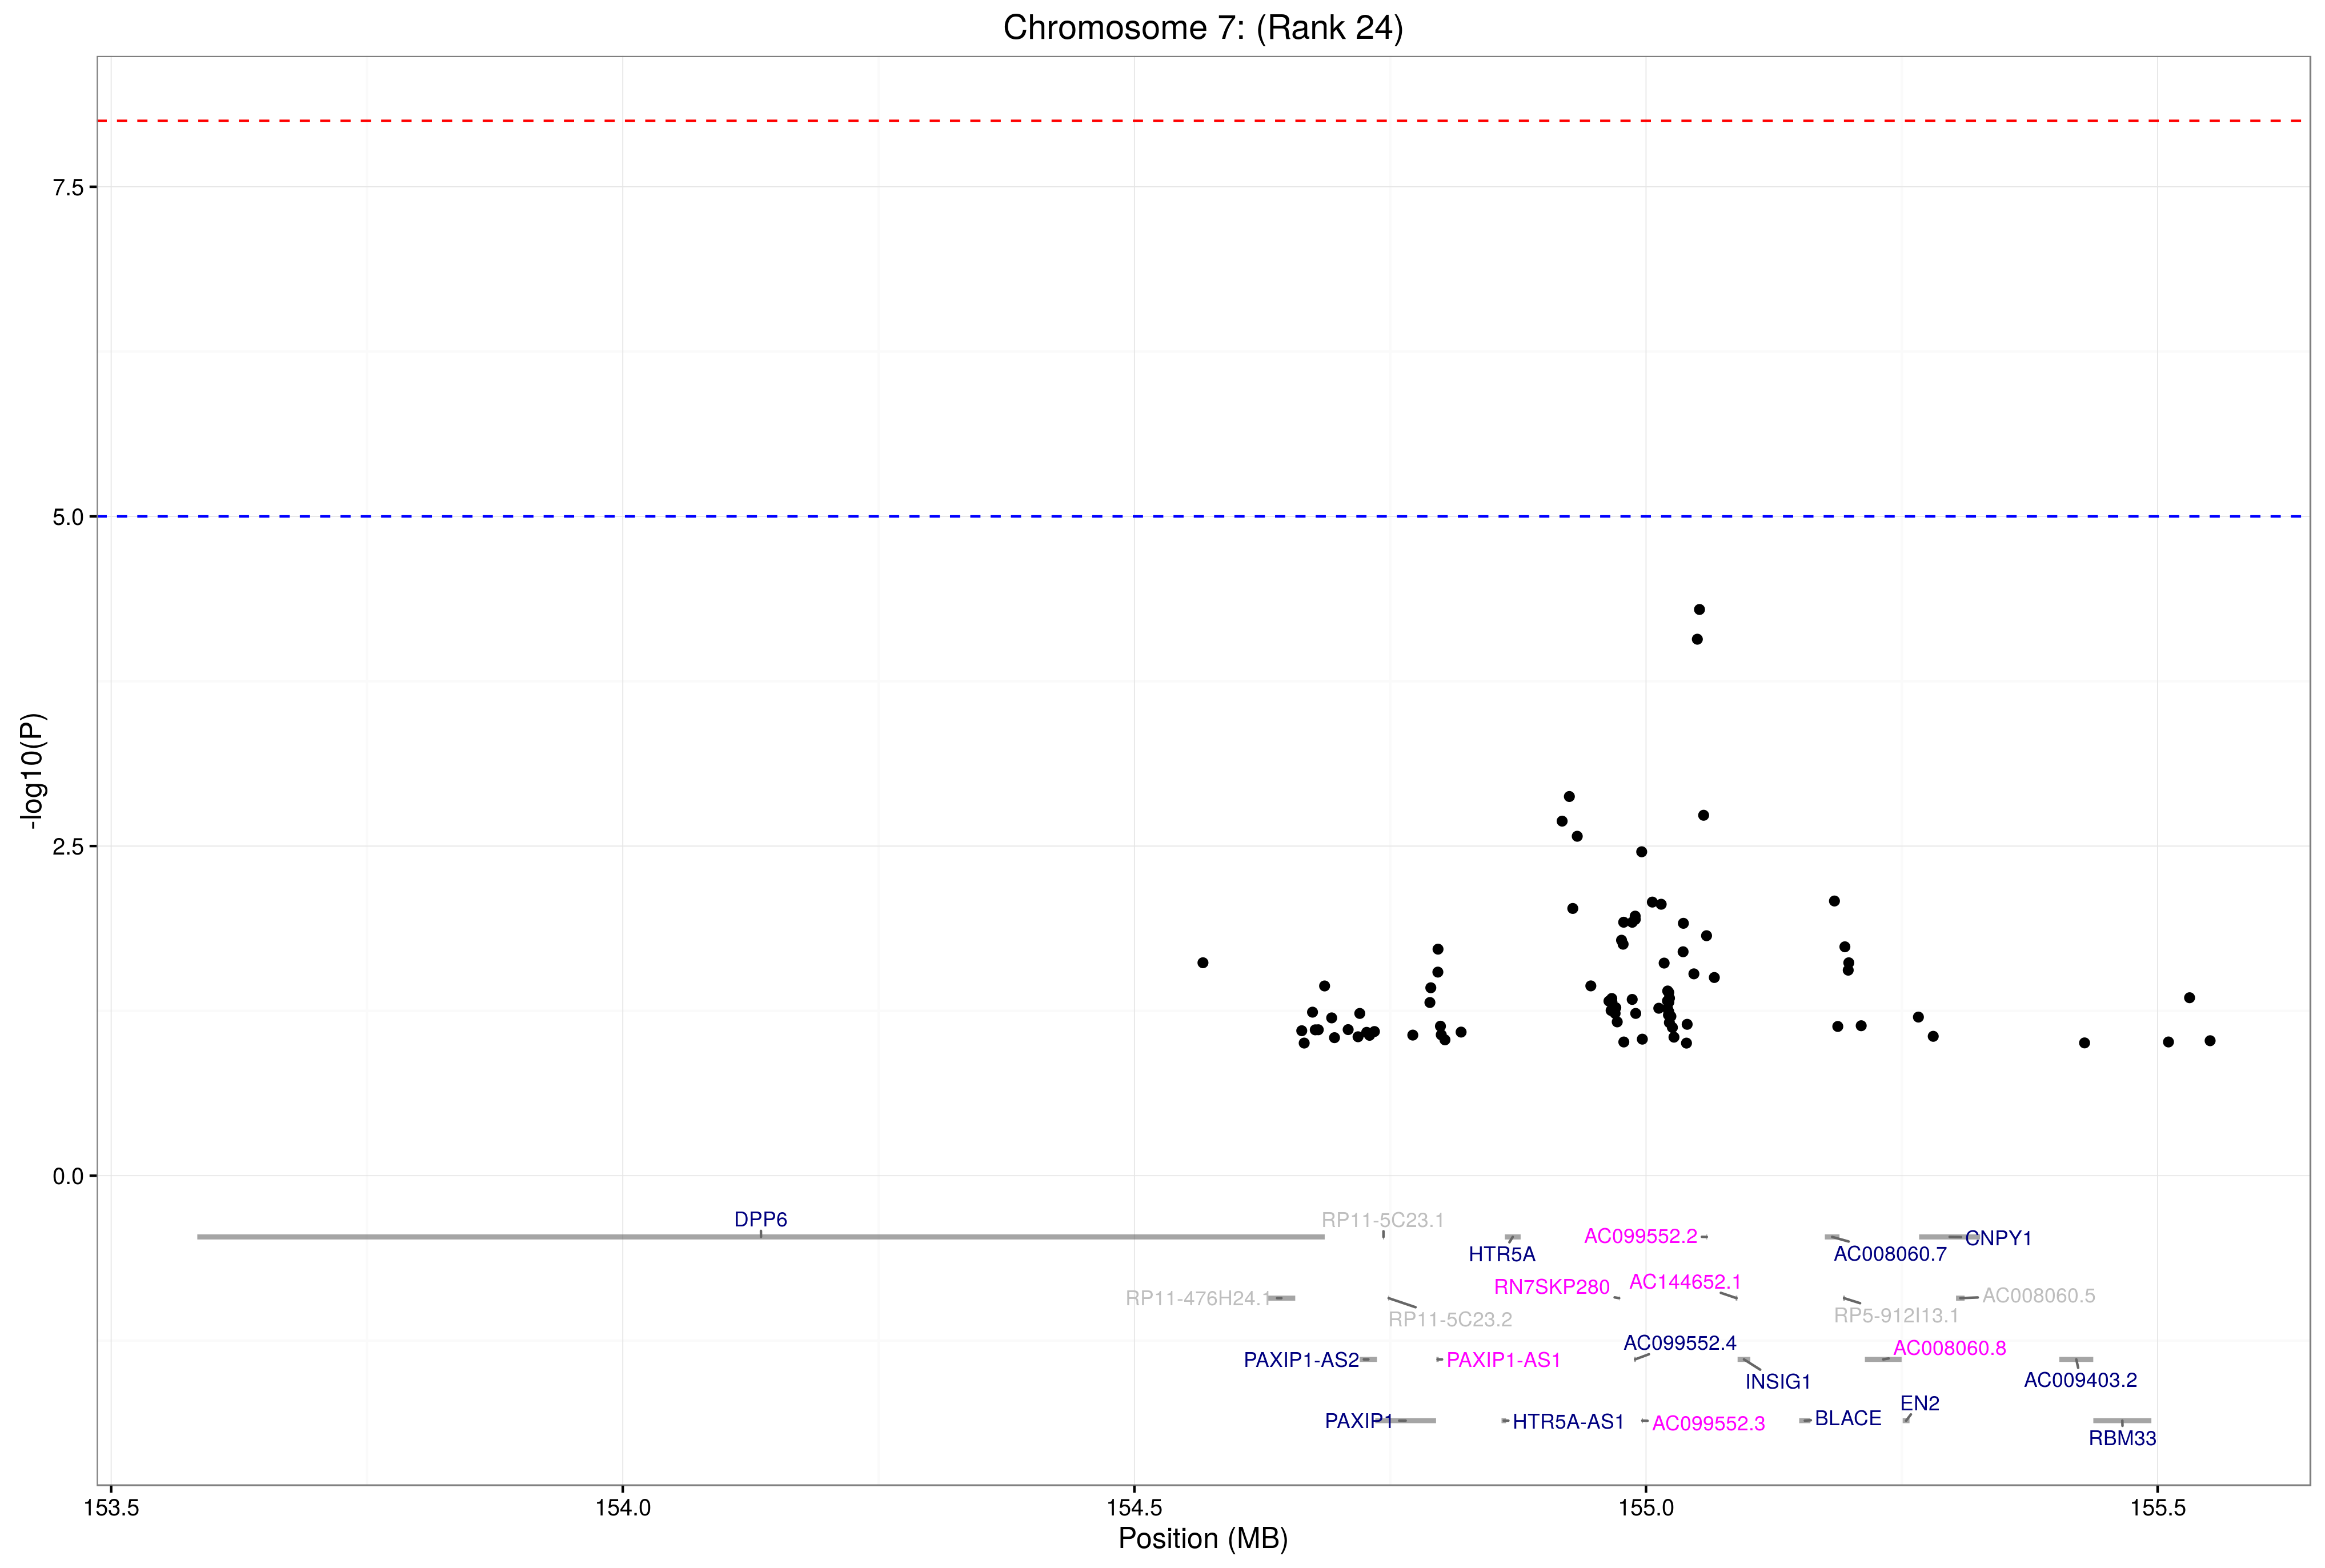 Chromosome 7: (Rank 24)
-log10(P)
7.5
5.0
2.5
0.0
DPP6
RP11-5C23.1
HTR5A
AC099552.2
AC008060.7
CNPY1
RP11-476H24.1
RP11-5C23.2
RN7SKP280
AC144652.1
RP5-912I13.1
AC008060.5
PAXIP1-AS2
PAXIP1-AS1
AC099552.4
INSIG1
AC008060.8
AC009403.2
PAXIP1
HTR5A-AS1
AC099552.3
BLACE
EN2
RBM33
153.5 154.0 154.5 155.0 155.5
Position (MB)